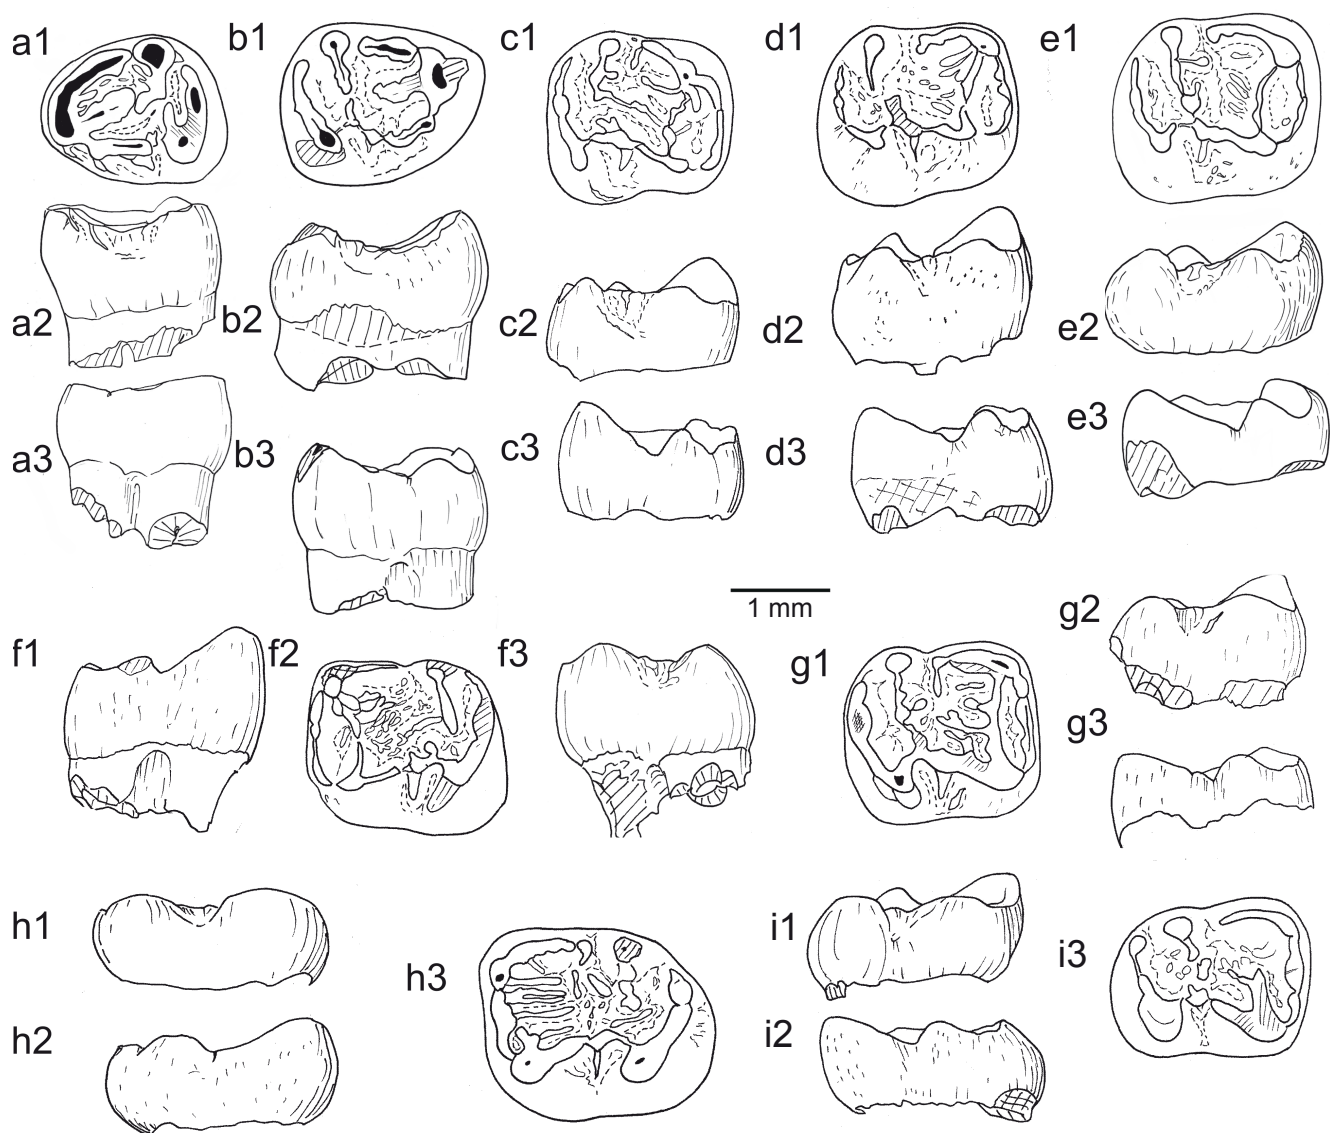 a1 b1 c1 d1 e1
a2 b2 c2 d2 e2
a3 b3 c3 d3 e3
1 mm
f1 f2 f3 g1 g2
g3
h1 h3 i1 i3
h2 i2